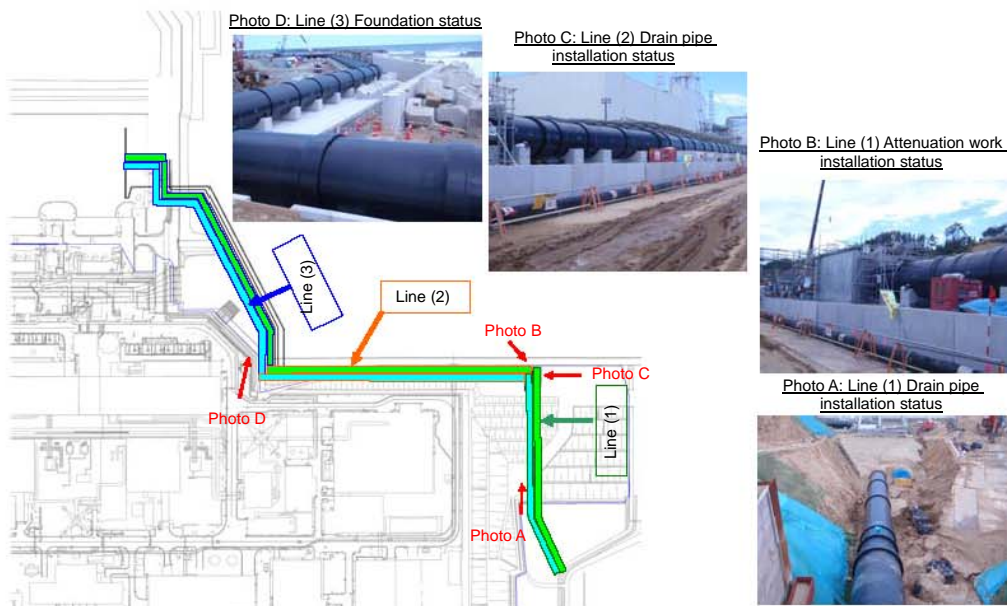 Photo D: Line (3) Foundation status
Photo C: Line (2) Drain pipe
installation status
Photo B: Line (1) Attenuation work
installation status
Photo A: Line (1) Drain pipe
installation status
Line (3)
Line (2)
Photo B
Photo C
Photo D
Line (1)
Photo A